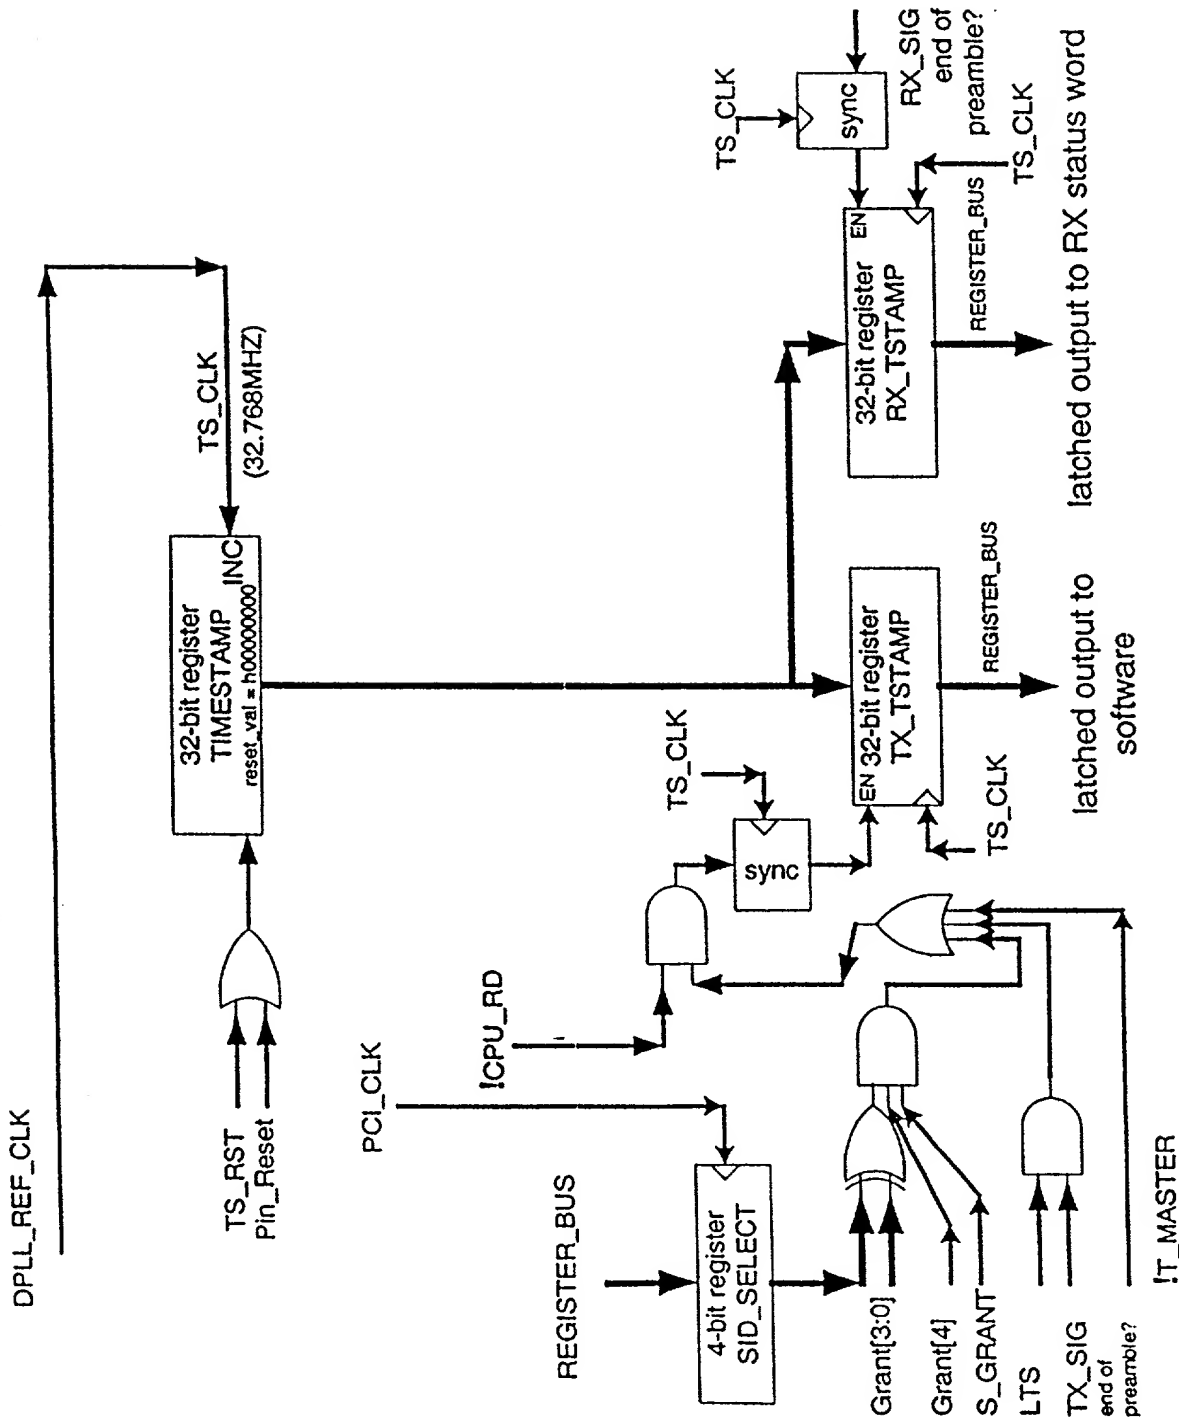 DPLL_REF_CLK
TS_RST
Pin_Reset
32-bit register
TIMESTAMP
reset_val = h00000000
INC
TS_CLK
(32.768MHZ)
PCI_CLK
!CPU_RD
REGISTER_BUS
4-bit register
SID_SELECT
TS_CLK
sync
EN
32-bit register
TX_TSTAMP
TS_CLK
REGISTER_BUS
latched output to
software
TS_CLK
sync
RX_SIG
end of
preamble?
EN
32-bit register
RX_TSTAMP
TS_CLK
REGISTER_BUS
latched output to RX status word
Grant[3:0]
Grant[4]
S_GRANT
LTS
TX_SIG
end of
preamble?
!T_MASTER